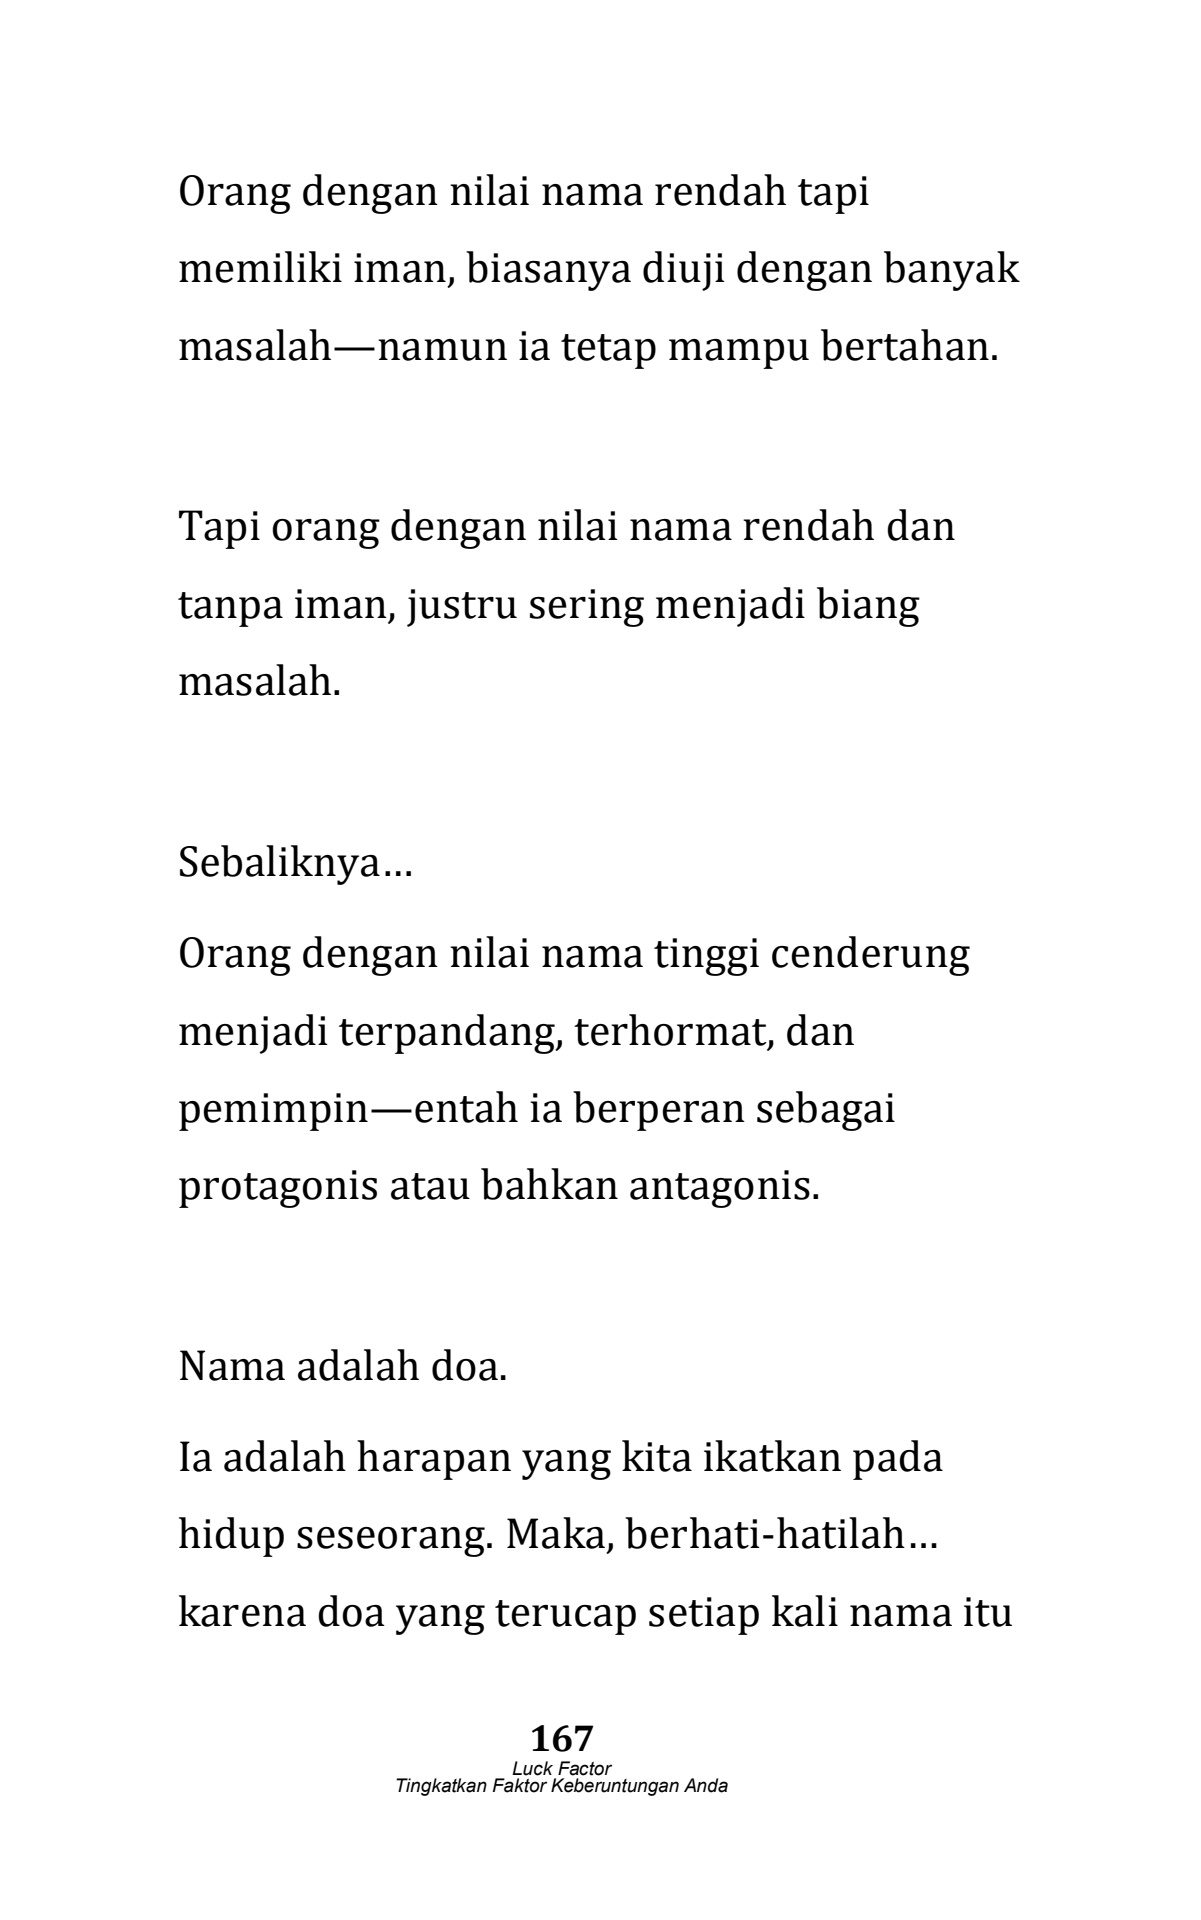 Orang dengan nilai nama rendah tapi
memiliki iman, biasanya diuji dengan banyak
masalah—namun ia tetap mampu bertahan.
Tapi orang dengan nilai nama rendah dan
tanpa iman, justru sering menjadi biang
masalah.
Sebaliknya…
Orang dengan nilai nama tinggi cenderung
menjadi terpandang, terhormat, dan
pemimpin—entah ia berperan sebagai
protagonis atau bahkan antagonis.
Nama adalah doa.
Ia adalah harapan yang kita ikatkan pada
hidup seseorang. Maka, berhati-hatilah…
karena doa yang terucap setiap kali nama itu
167
Luck Factor
Tingkatkan Faktor Keberuntungan Anda